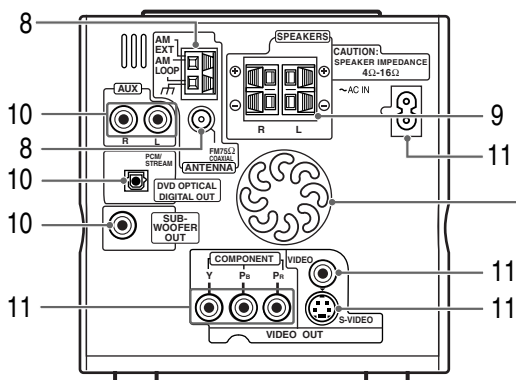 8
AM
EXT
AM
LOOP
SPEAKERS
CAUTION:
SPEAKER IMPEDANCE
4Ω-16Ω
∼AC IN
R L
9
11
AUX
10
R L
8
FM75Ω
COAXIAL
ANTENNA
PCM/
STREAM
10
DVD OPTICAL
DIGITAL OUT
10
SUB-
WOOFER
OUT
COMPONENT
VIDEO
Y PB PR
11
11
11
S-VIDEO
VIDEO OUT